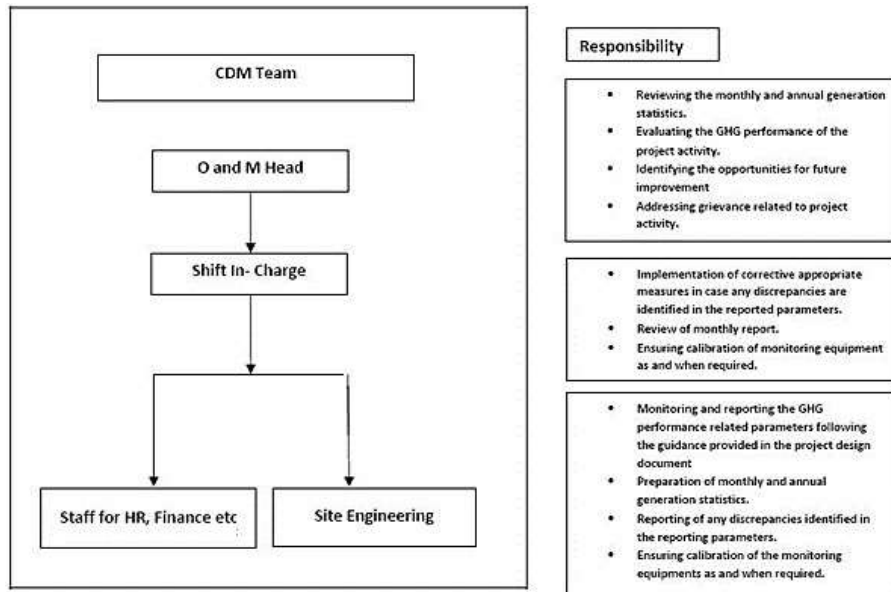 CDM Team
O and M Head
Shift In- Charge
Staff for HR, Finance etc
Site Engineering
Responsibility
• Reviewing the monthly and annual generation
statistics.
• Evaluating the GHG performance of the
project activity.
• Identifying the opportunities for future
improvement
• Addressing grievance related to project
activity.
• Implementation of corrective appropriate
measures in case any discrepancies are
identified in the reported parameters.
• Review of monthly report.
• Ensuring calibration of monitoring equipment
as and when required.
• Monitoring and reporting the GHG
performance related parameters following
the guidance provided in the project design
document
• Preparation of monthly and annual
generation statistics.
• Reporting of any discrepancies identified in
the reporting parameters.
• Ensuring calibration of the monitoring
equipments as and when required.